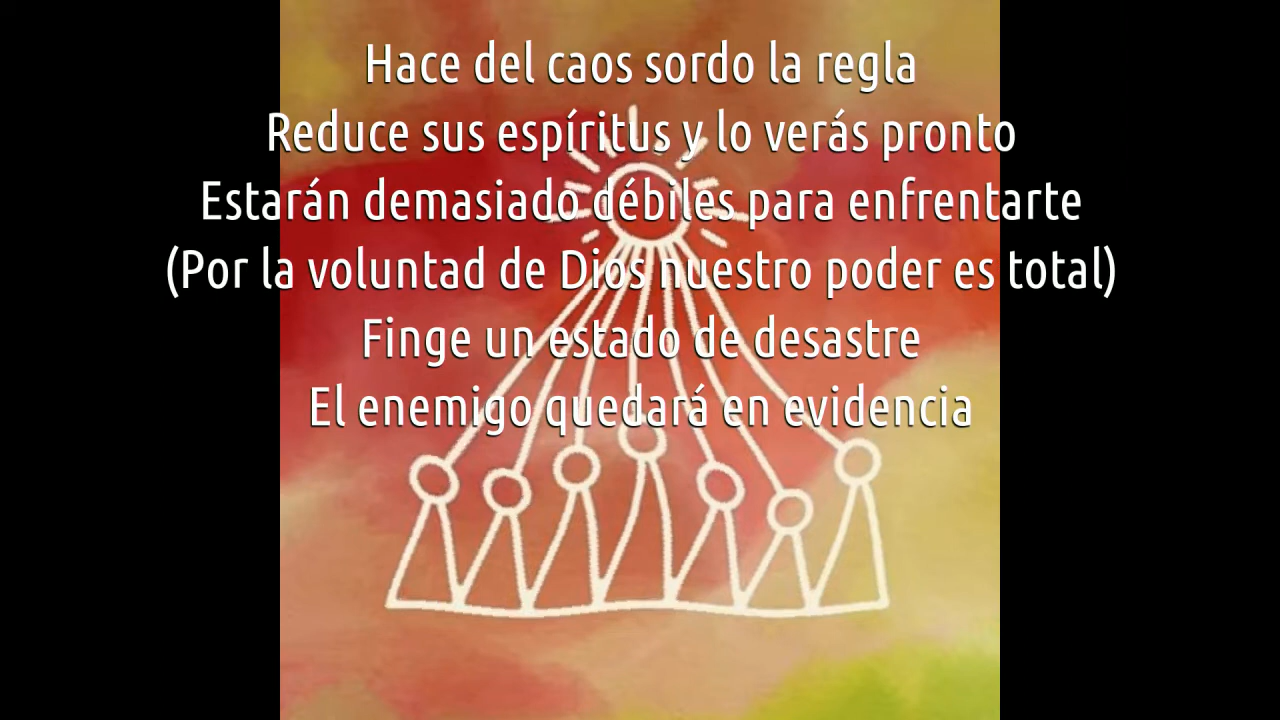 Hace del caos sordo la regla
Reduce sus espíritus y lo verás pronto
Estarán demasiado débiles para enfrentarte
(Por la voluntad de Dios nuestro poder es total)
Finge un estado de desastre
El enemigo quedará en evidencia